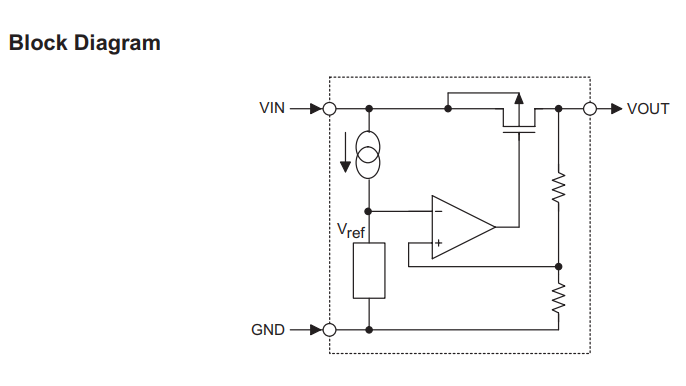 Block Diagram
VIN
VOUT
Vref
−
+
GND